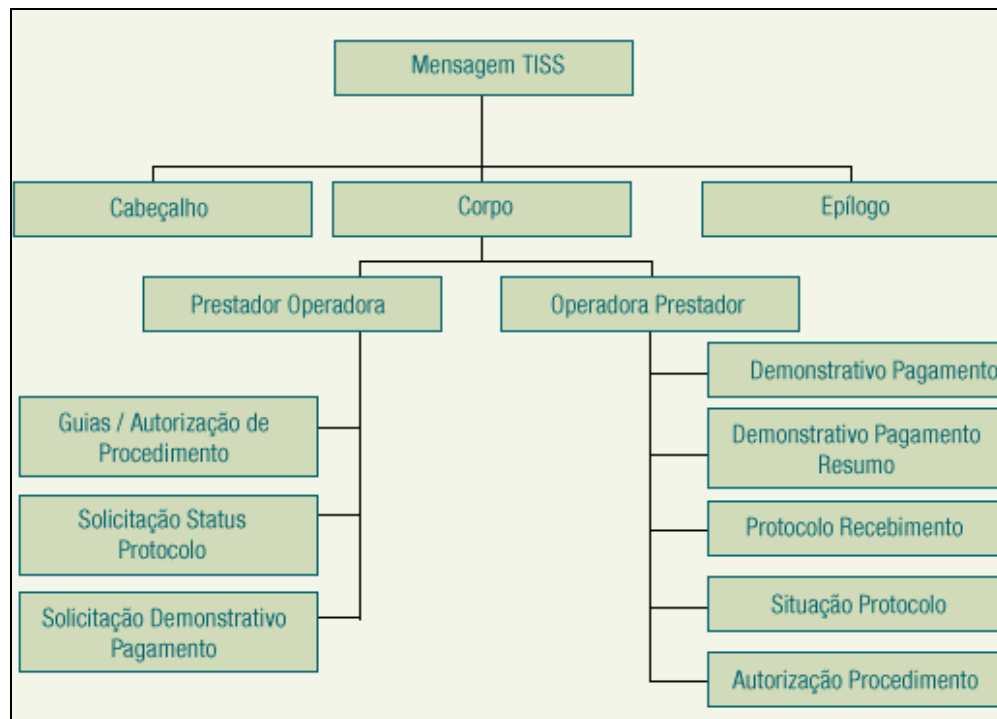 Mensagem TISS
Cabeçalho
Corpo
Epílogo
Prestador Operadora
Operadora Prestador
Guias / Autorização de
Procedimento
Solicitação Status
Protocolo
Solicitação Demonstrativo
Pagamento
Demonstrativo Pagamento
Demonstrativo Pagamento
Resumo
Protocolo Recebimento
Situação Protocolo
Autorização Procedimento